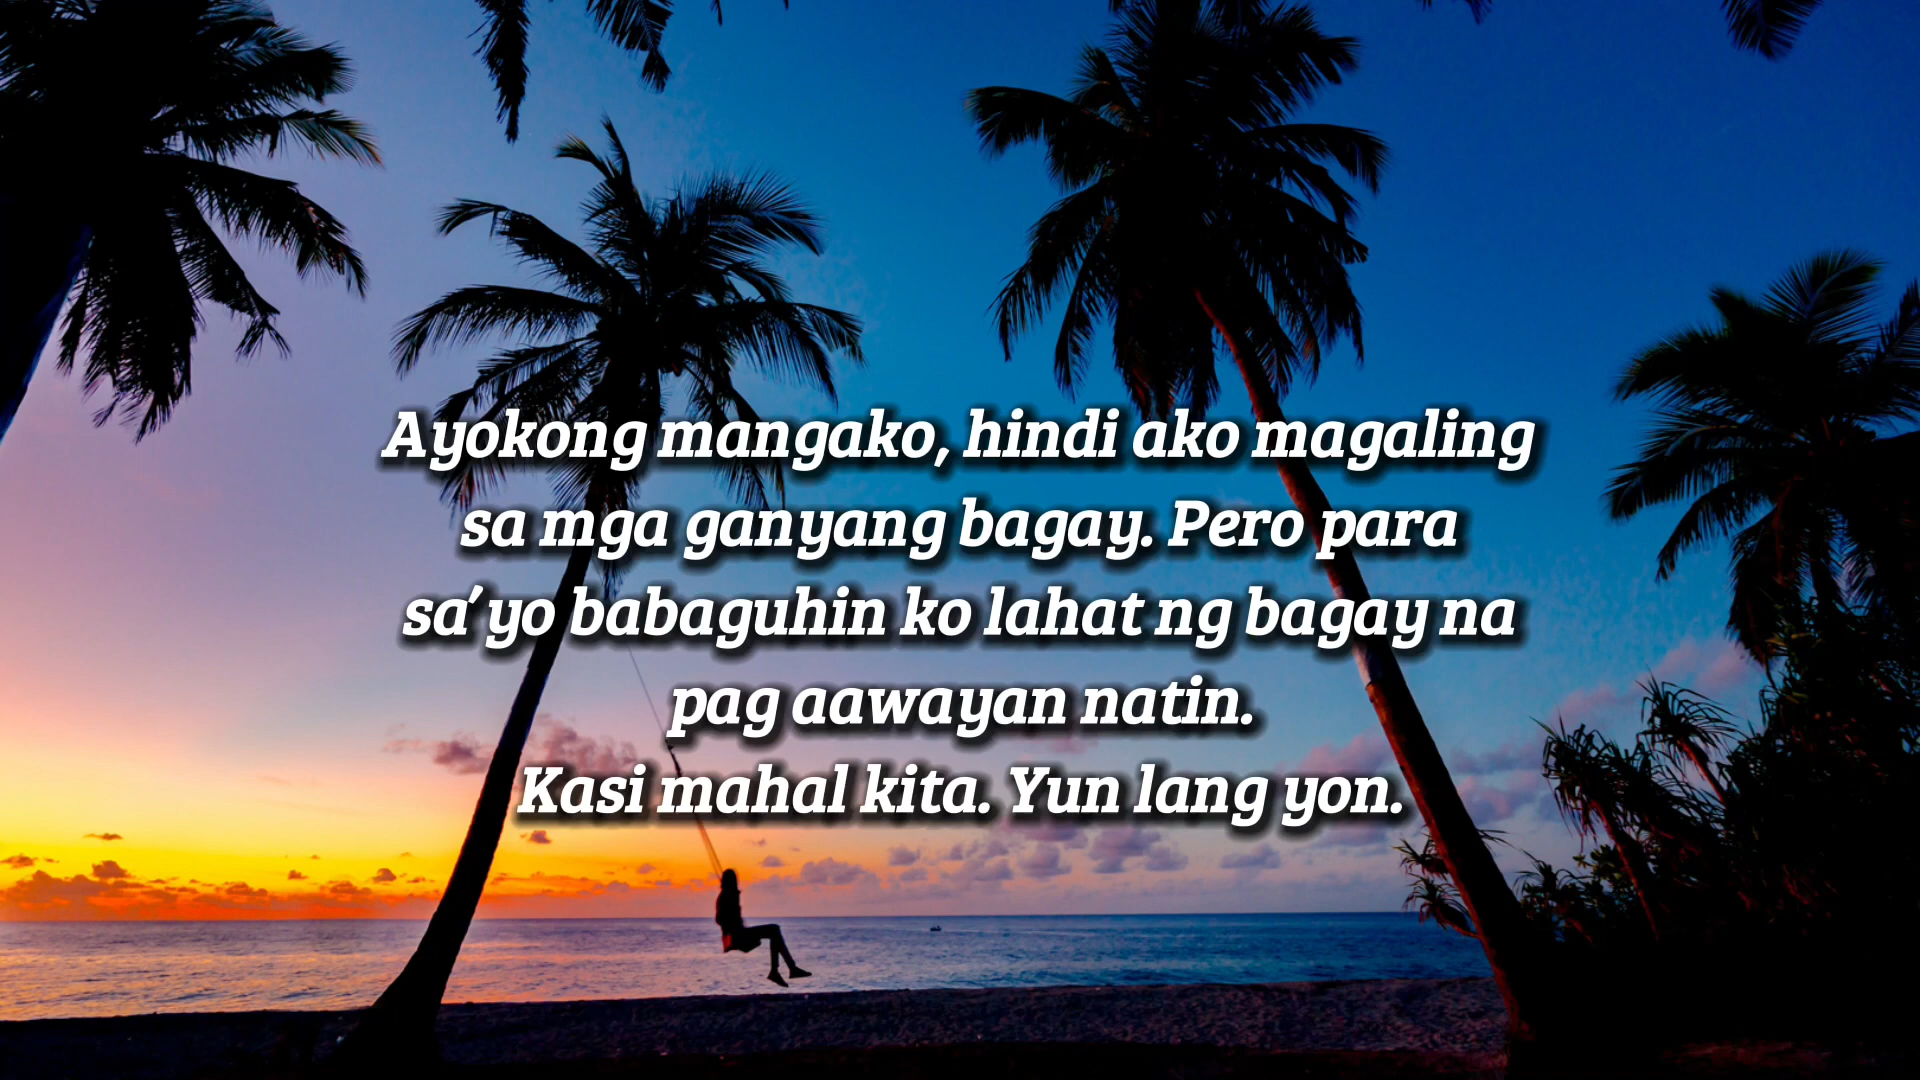 Ayokong mangako, hindi ako magaling
sa mga ganyang bagay. Pero para
sa'yo babaguhin ko lahat ng bagay na
pag aawayan natin.
Kasi mahal kita. Yun lang yon.